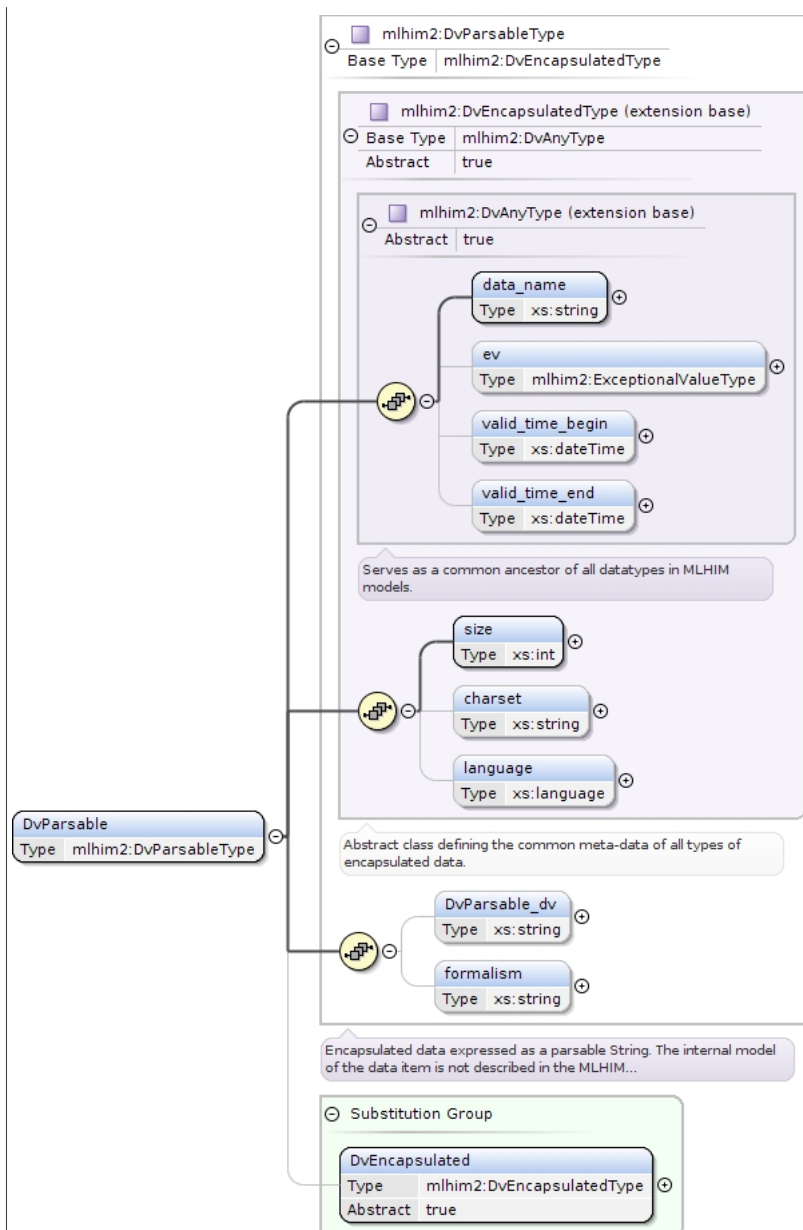 mlhim2:DvParsableType
Base Type mlhim2:DvEncapsulatedType
mlhim2:DvEncapsulatedType (extension base)
Base Type mlhim2:DvAnyType
Abstract true
mlhim2:DvAnyType (extension base)
Abstract true
data_name
Type xs:string
ev
Type mlhim2:ExceptionalValueType
valid_time_begin
Type xs:dateTime
valid_time_end
Type xs:dateTime
Serves as a common ancestor of all datatypes in MLHIM
models.
size
Type xs:int
charset
Type xs:string
language
Type xs:language
DvParsable
Type mlhim2:DvParsableType
Abstract class defining the common meta-data of all types of
encapsulated data.
DvParsable_dv
Type xs:string
formalism
Type xs:string
Encapsulated data expressed as a parsable String. The internal model
of the data item is not described in the MLHIM...
Substitution Group
DvEncapsulated
Type mlhim2:DvEncapsulatedType
Abstract true